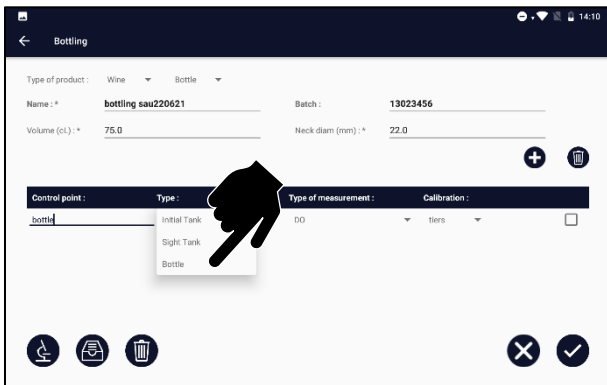 14:10
Bottling
Type of product : Wine Bottle
Name : * bottling sau220621 Batch : 13023456
Volume (cl.) : * 75.0 Neck diam (mm) : * 22.0
Control point : Type : Type of measurement : Calibration :
bottle Initial Tank DO tiers
Sight Tank
Bottle